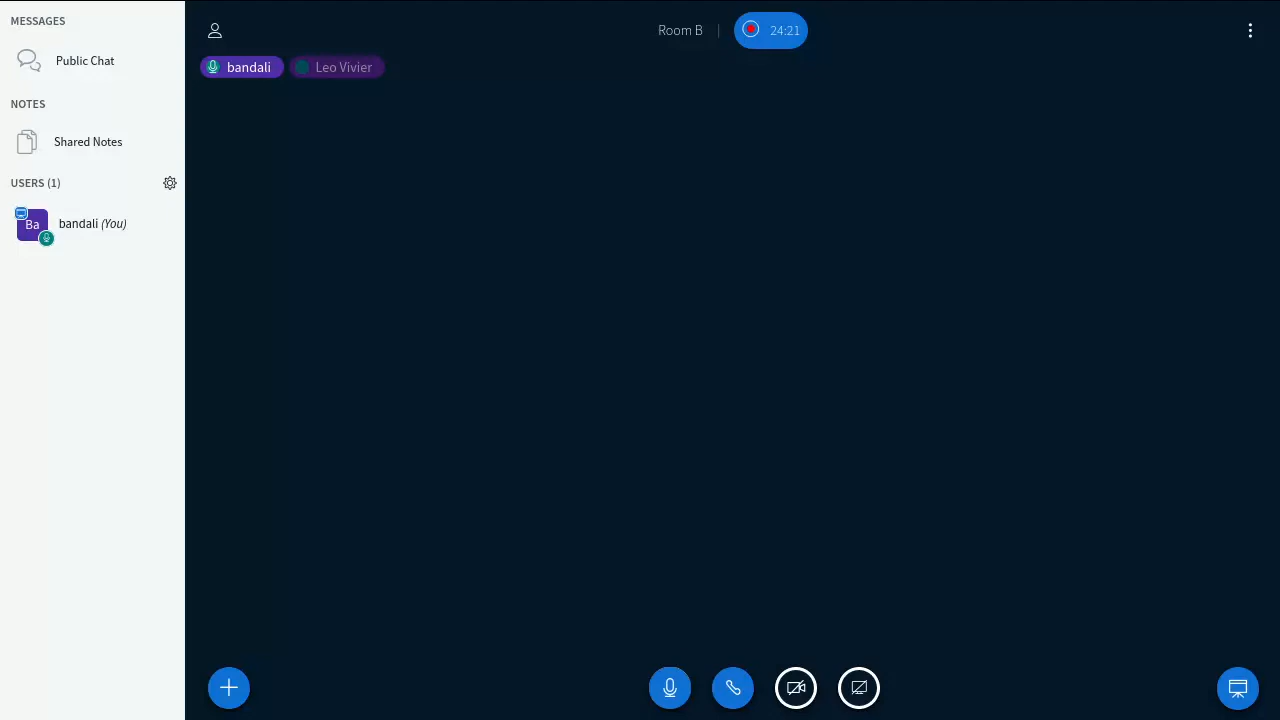 MESSAGES
Public Chat
NOTES
Shared Notes
USERS (1)
Ba
bandali (You)
Room B
24:21
bandali
Leo Vivier